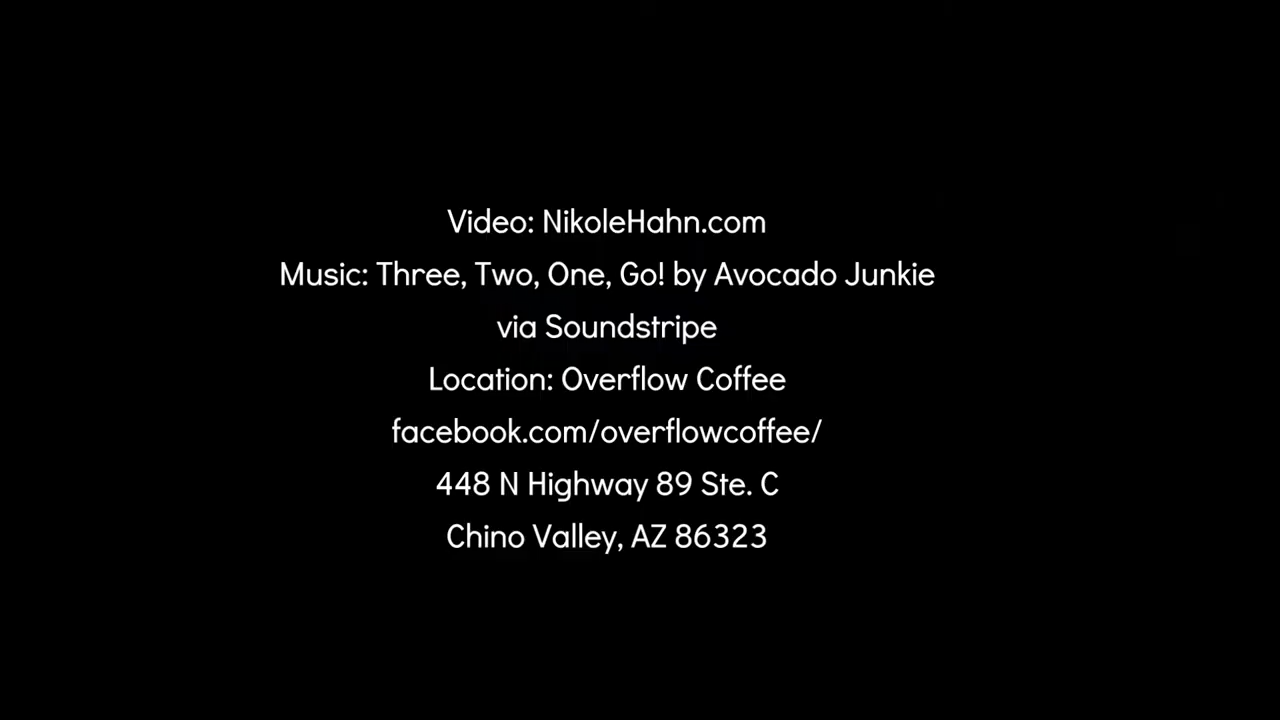 Video: NikoleHahn.com
Music: Three, Two, One, Go! by Avocado Junkie
via Soundstripe
Location: Overflow Coffee
facebook.com/overflowcoffee/
448 N Highway 89 Ste. C
Chino Valley, AZ 86323